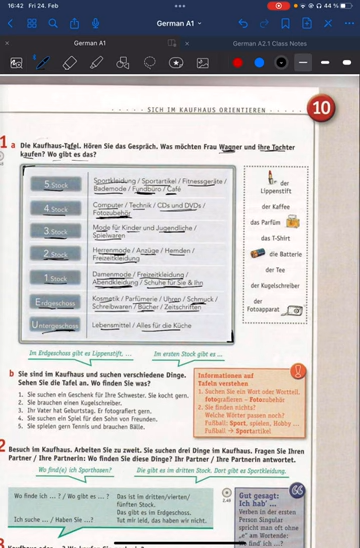 16:42 Fri 24. Feb
44 %
German A1
German A1
German A2.1 Class Notes
SICH IM KAUFHAUS ORIENTIEREN
10
1 a Die Kaufhaus-Tafel. Hören Sie das Gespräch. Was möchten Frau Wagner und ihre Tochter
kaufen? Wo gibt es das?
5. Stock
Sportkleidung / Sportartikel / Fitnessgeräte /
Bademode / Fundbüro / Café
4. Stock
Computer / Technik / CDs und DVDs /
Fotozubehör
3. Stock
Mode für Kinder und Jugendliche /
Spielwaren
2. Stock
Herrenmode / Anzüge / Hemden /
Freizeitkleidung
1. Stock
Damenmode / Freizeitkleidung /
Abendkleidung / Schuhe für Sie & Ihn
Erdgeschoss
Kosmetik / Parfümerie / Uhren / Schmuck /
Schreibwaren / Bücher / Zeitschriften
Untergeschoss
Lebensmittel / Alles für die Küche
der
Lippenstift
der Kaffee
das Parfüm
das T-Shirt
die Batterie
der Tee
der Kugelschreiber
der
Fotoapparat
Im Erdgeschoss gibt es Lippenstift, ...
Im ersten Stock gibt es ...
b Sie sind im Kaufhaus und suchen verschiedene Dinge.
Sehen Sie die Tafel an. Wo finden Sie was?
1. Sie suchen ein Geschenk für Ihre Schwester. Sie kocht gern.
2. Sie brauchen einen Kugelschreiber.
3. Ihr Vater hat Geburtstag. Er fotografiert gern.
4. Sie suchen ein Spiel für den Sohn von Freunden.
5. Sie spielen gern Tennis und brauchen Bälle.
Informationen auf
Tafeln verstehen
1. Suchen Sie ein Wort oder Wortteil.
fotografieren – Fotozubehör
2. Sie finden nichts?
Welche Wörter passen noch?
Fußball: Sport, spielen, Hobby ...
Fußball → Sportartikel
2 Besuch im Kaufhaus. Arbeiten Sie zu zweit. Sie suchen drei Dinge im Kaufhaus. Fragen Sie Ihren
Partner / Ihre Partnerin: Wo finden Sie diese Dinge? Ihr Partner / Ihre Partnerin antwortet.
Wo find(e) ich Sporthosen?
Die gibt es im dritten Stock. Dort gibt es Sportkleidung.
Wo finde ich ... ? / Wo gibt es ... ?
Ich suche ... / Haben Sie ...?
Das ist im dritten/vierten/
fünften Stock.
Das gibt es im Erdgeschoss.
Tut mir leid, das haben wir nicht.
2.48
Gut gesagt:
Ich hab' ...
Verben in der
ersten Person
Singular
spricht man oft
ohne
„e" am Wortende:
find ich ...?